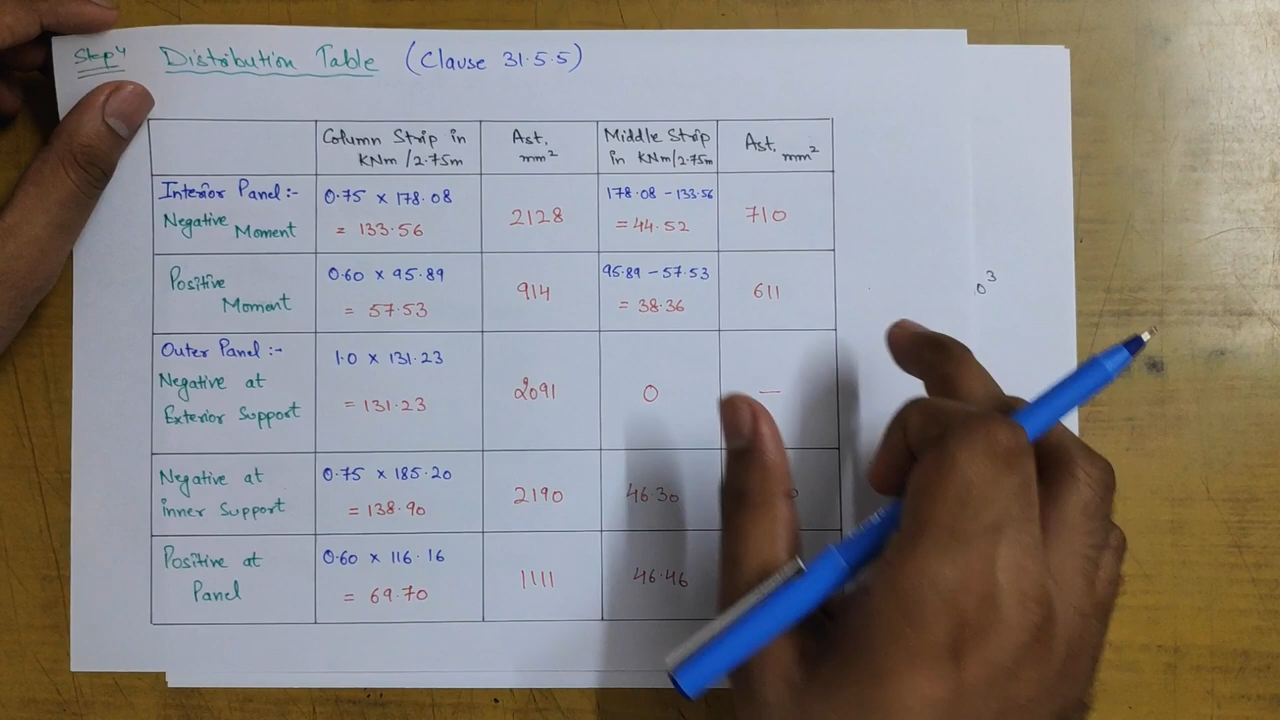 Step 4 Distribution Table (Clause 31.5.5)
Column Strip in
KNm/2.75m
Ast,
mm²
Middle Strip
in KNm/2.75m
Ast, mm²
Interior Panel:-
Negative Moment
0.75 × 178.08
= 133.56
2128
178.08 - 133.56
= 44.52
710
Positive
Moment
0.60 × 95.89
= 57.53
914
95.89 - 57.53
= 38.36
611
Outer Panel:-
Negative at
Exterior Support
1.0 × 131.23
= 131.23
2091
0
—
Negative at
inner Support
0.75 × 185.20
= 138.90
2190
46.30
Positive at
Panel
0.60 × 116.16
= 69.70
1111
46.46